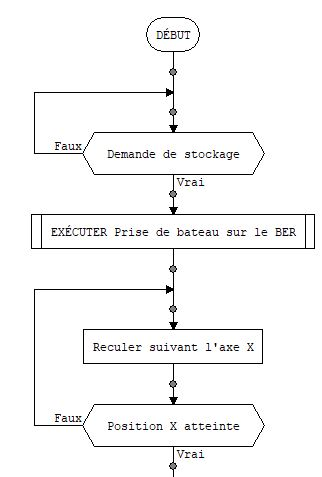 DÉBUT
Faux
Demande de stockage
Vrai
EXÉCUTER Prise de bateau sur le BER
Reculer suivant l'axe X
Faux
Position X atteinte
Vrai